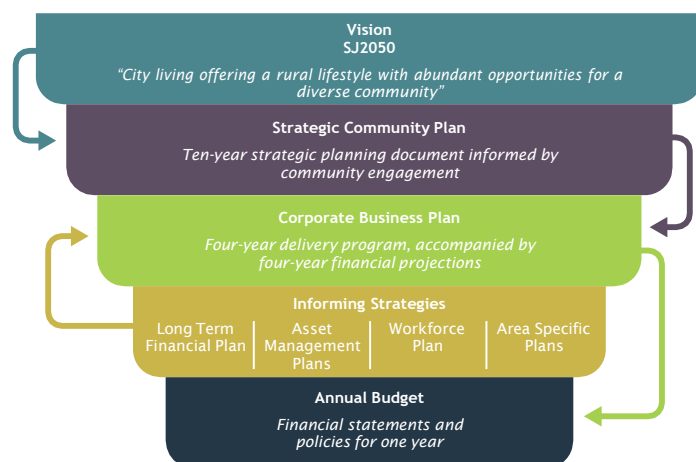 Vision
SJ2050
“City living offering a rural lifestyle with abundant opportunities for a
diverse community”
Strategic Community Plan
Ten-year strategic planning document informed by
community engagement
Corporate Business Plan
Four-year delivery program, accompanied by
four-year financial projections
Informing Strategies
Long Term
Financial Plan
Asset
Management
Plans
Workforce
Plan
Area Specific
Plans
Annual Budget
Financial statements and
policies for one year